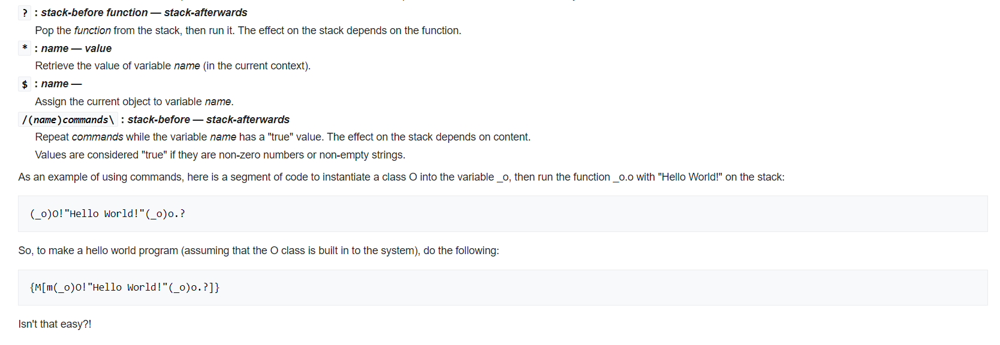 ? : stack-before function — stack-afterwards
Pop the function from the stack, then run it. The effect on the stack depends on the function.
* : name — value
Retrieve the value of variable name (in the current context).
$ : name —
Assign the current object to variable name.
/(name)commands\ : stack-before — stack-afterwards
Repeat commands while the variable name has a "true" value. The effect on the stack depends on content.
Values are considered "true" if they are non-zero numbers or non-empty strings.
As an example of using commands, here is a segment of code to instantiate a class O into the variable _o, then run the function _o.o with "Hello World!" on the stack:
(_o)O!"Hello World!"(_o)o.?
So, to make a hello world program (assuming that the O class is built in to the system), do the following:
{M[m(_o)O!"Hello World!"(_o)o.?]}
Isn't that easy?!